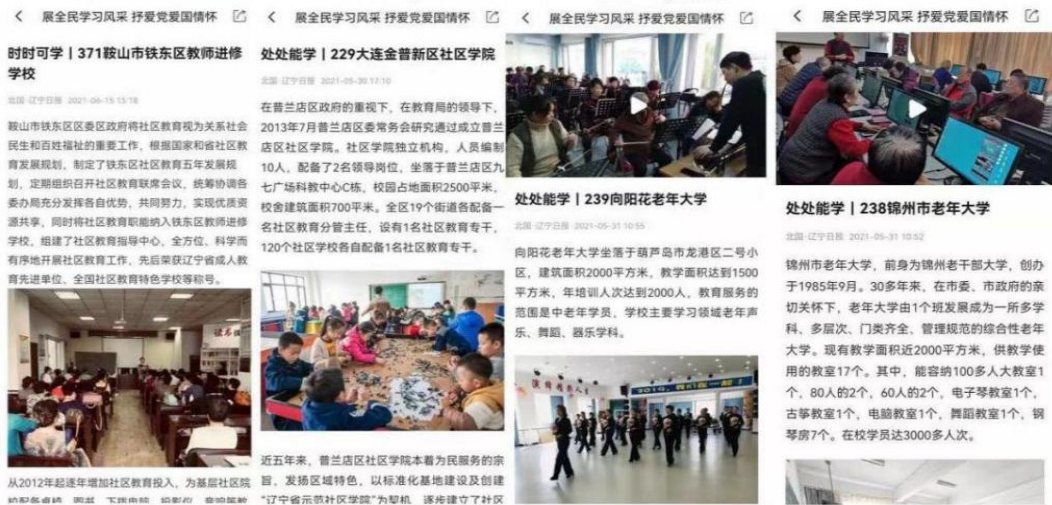 展全民学习风采 抒爱党爱国情怀
时时可学 | 371鞍山市铁东区教师进修
学校
北国·辽宁日报 2021-06-15 15:18
鞍山市铁东区区委区政府将社区教育视为关系社会
民生和百姓福祉的重要工作，根据国家和省社区教
育发展规划，制定了铁东区社区教育五年发展规
划，定期组织召开社区教育联席会议，统筹协调各
委办局充分发挥各自优势，共同努力，实现优质资
源共享，同时将社区教育职能纳入铁东区教师进修
学校，组建了社区教育指导中心，全方位、科学而
有序地开展社区教育工作，先后荣获辽宁省成人教
育先进单位、全国社区教育特色学校等称号。
从2012年起逐年增加社区教育投入，为基层社区院
校配备桌椅、图书、下拨电脑、投影仪、音响等教
展全民学习风采 抒爱党爱国情怀
处处能学 | 229大连金普新区社区学院
北国·辽宁日报 2021-05-30 17:10
在普兰店区政府的重视下，在教育局的领导下，
2013年7月普兰店区委常务会研究通过成立普兰
店区社区学院。社区学院独立机构，人员编制
10人，配备了2名领导岗位，坐落于普兰店区九
七广场科教中心C栋，校园占地面积2500平米，
校舍建筑面积700平米。全区19个街道各配备一
名社区教育分管主任，设有1名社区教育专干，
120个社区学校各自配备1名社区教育专干。
近五年来，普兰店区社区学院本着为民服务的宗
旨、发扬区域特色，以标准化基地建设及创建
“辽宁省示范社区学院”为契机，逐步建立了社区
展全民学习风采 抒爱党爱国情怀
处处能学 | 239向阳花老年大学
北国·辽宁日报 2021-05-31 10:55
向阳花老年大学坐落于葫芦岛市龙港区二号小
区，建筑面积2000平方米，教学面积达到1500
平方米，年培训人次达到2000人，教育服务的
范围是中老年学员，学校主要学习领域老年声
乐、舞蹈、器乐学科。
展全民学习风采 抒爱党爱国情怀
处处能学 | 238锦州市老年大学
北国·辽宁日报 2021-05-31 10:52
锦州市老年大学，前身为锦州老干部大学，创办
于1985年9月。30多年来，在市委、市政府的亲
切关怀下，老年大学由1个班发展成为一所多学
科、多层次、门类齐全、管理规范的综合性老年
大学。现有教学面积近2000平方米，供教学使
用的教室17个。其中，能容纳100多人大教室1
个，80人的2个，60人的2个，电子琴教室1个，
古筝教室1个，电脑教室1个，舞蹈教室1个，钢
琴房7个。在校学员达3000多人次。